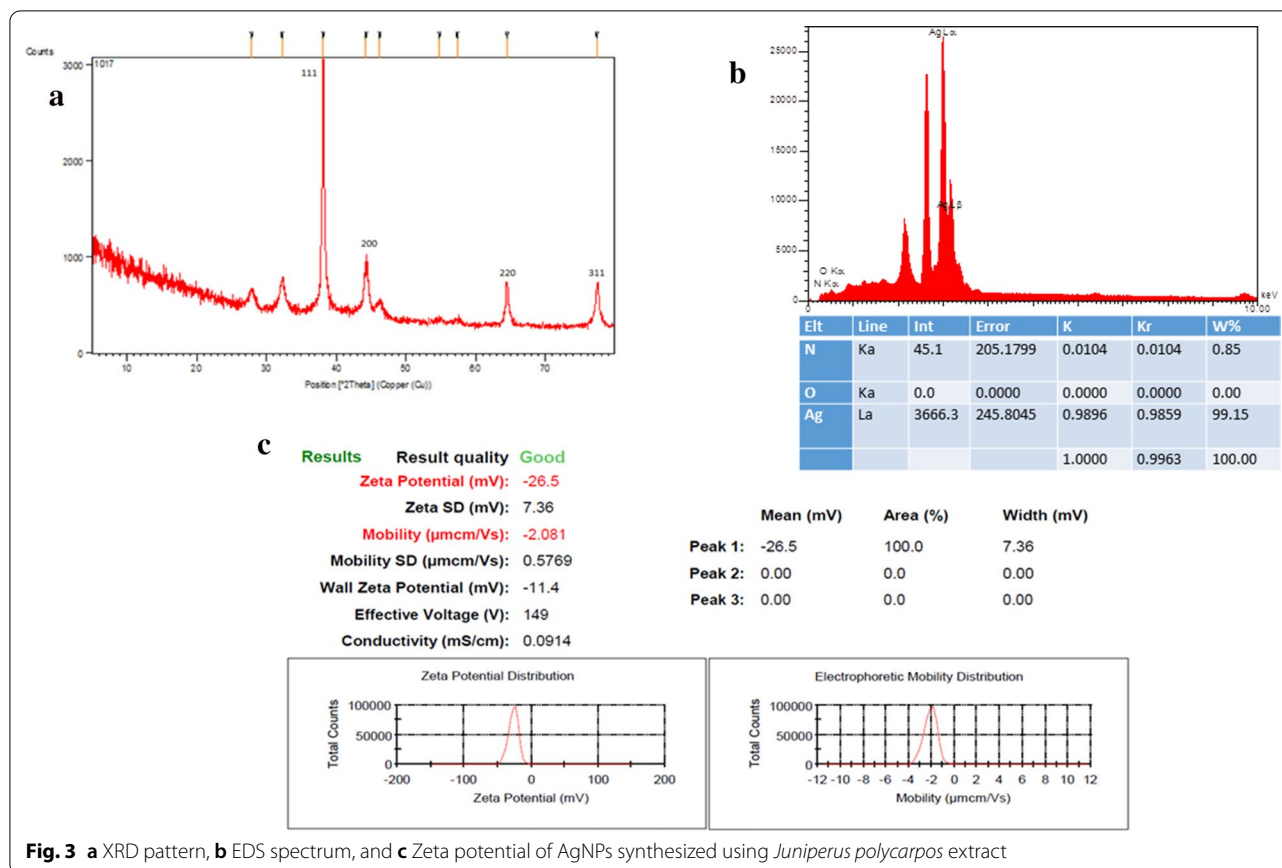 a
Counts
1017
3000
2000
1000
0
111
200
220
311
10 20 30 40 50 60 70
Position [°2Theta] (Copper (Cu))
b
25000
20000
15000
10000
5000
0
Ag Lα
Ag Lβ
O Kα
N Kα
keV
0
10.00
Elt Line Int Error K Kr W%
N Ka 45.1 205.1799 0.0104 0.0104 0.85
O Ka 0.0 0.0000 0.0000 0.0000 0.00
Ag La 3666.3 245.8045 0.9896 0.9859 99.15
1.0000 0.9963 100.00
c
Results Result quality Good
Zeta Potential (mV): -26.5
Zeta SD (mV): 7.36
Mobility (µmcm/Vs): -2.081
Mobility SD (µmcm/Vs): 0.5769
Wall Zeta Potential (mV): -11.4
Effective Voltage (V): 149
Conductivity (mS/cm): 0.0914
Mean (mV) Area (%) Width (mV)
Peak 1: -26.5 100.0 7.36
Peak 2: 0.00 0.0 0.00
Peak 3: 0.00 0.0 0.00
Zeta Potential Distribution
Total Counts
100000
50000
0
-200 -100 0 100 200
Zeta Potential (mV)
Electrophoretic Mobility Distribution
Total Counts
100000
50000
0
-12 -10 -8 -6 -4 -2 0 2 4 6 8 10 12
Mobility (µmcm/Vs)
Fig. 3 a XRD pattern, b EDS spectrum, and c Zeta potential of AgNPs synthesized using Juniperus polycarpos extract